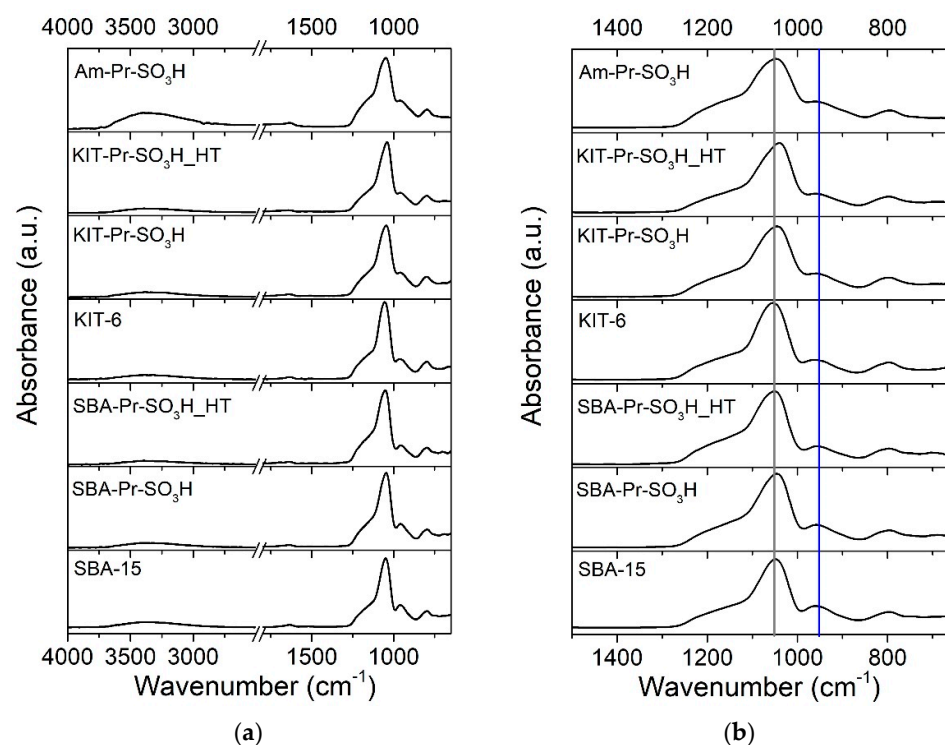 4000 3500 3000 1500 1000
Absorbance (a.u.)
Am-Pr-SO₃H
KIT-Pr-SO₃H_HT
KIT-Pr-SO₃H
KIT-6
SBA-Pr-SO₃H_HT
SBA-Pr-SO₃H
SBA-15
4000 3500 3000 1500 1000
Wavenumber (cm⁻¹)
(a)
1400 1200 1000 800
Absorbance (a.u.)
Am-Pr-SO₃H
KIT-Pr-SO₃H_HT
KIT-Pr-SO₃H
KIT-6
SBA-Pr-SO₃H_HT
SBA-Pr-SO₃H
SBA-15
1400 1200 1000 800
Wavenumber (cm⁻¹)
(b)